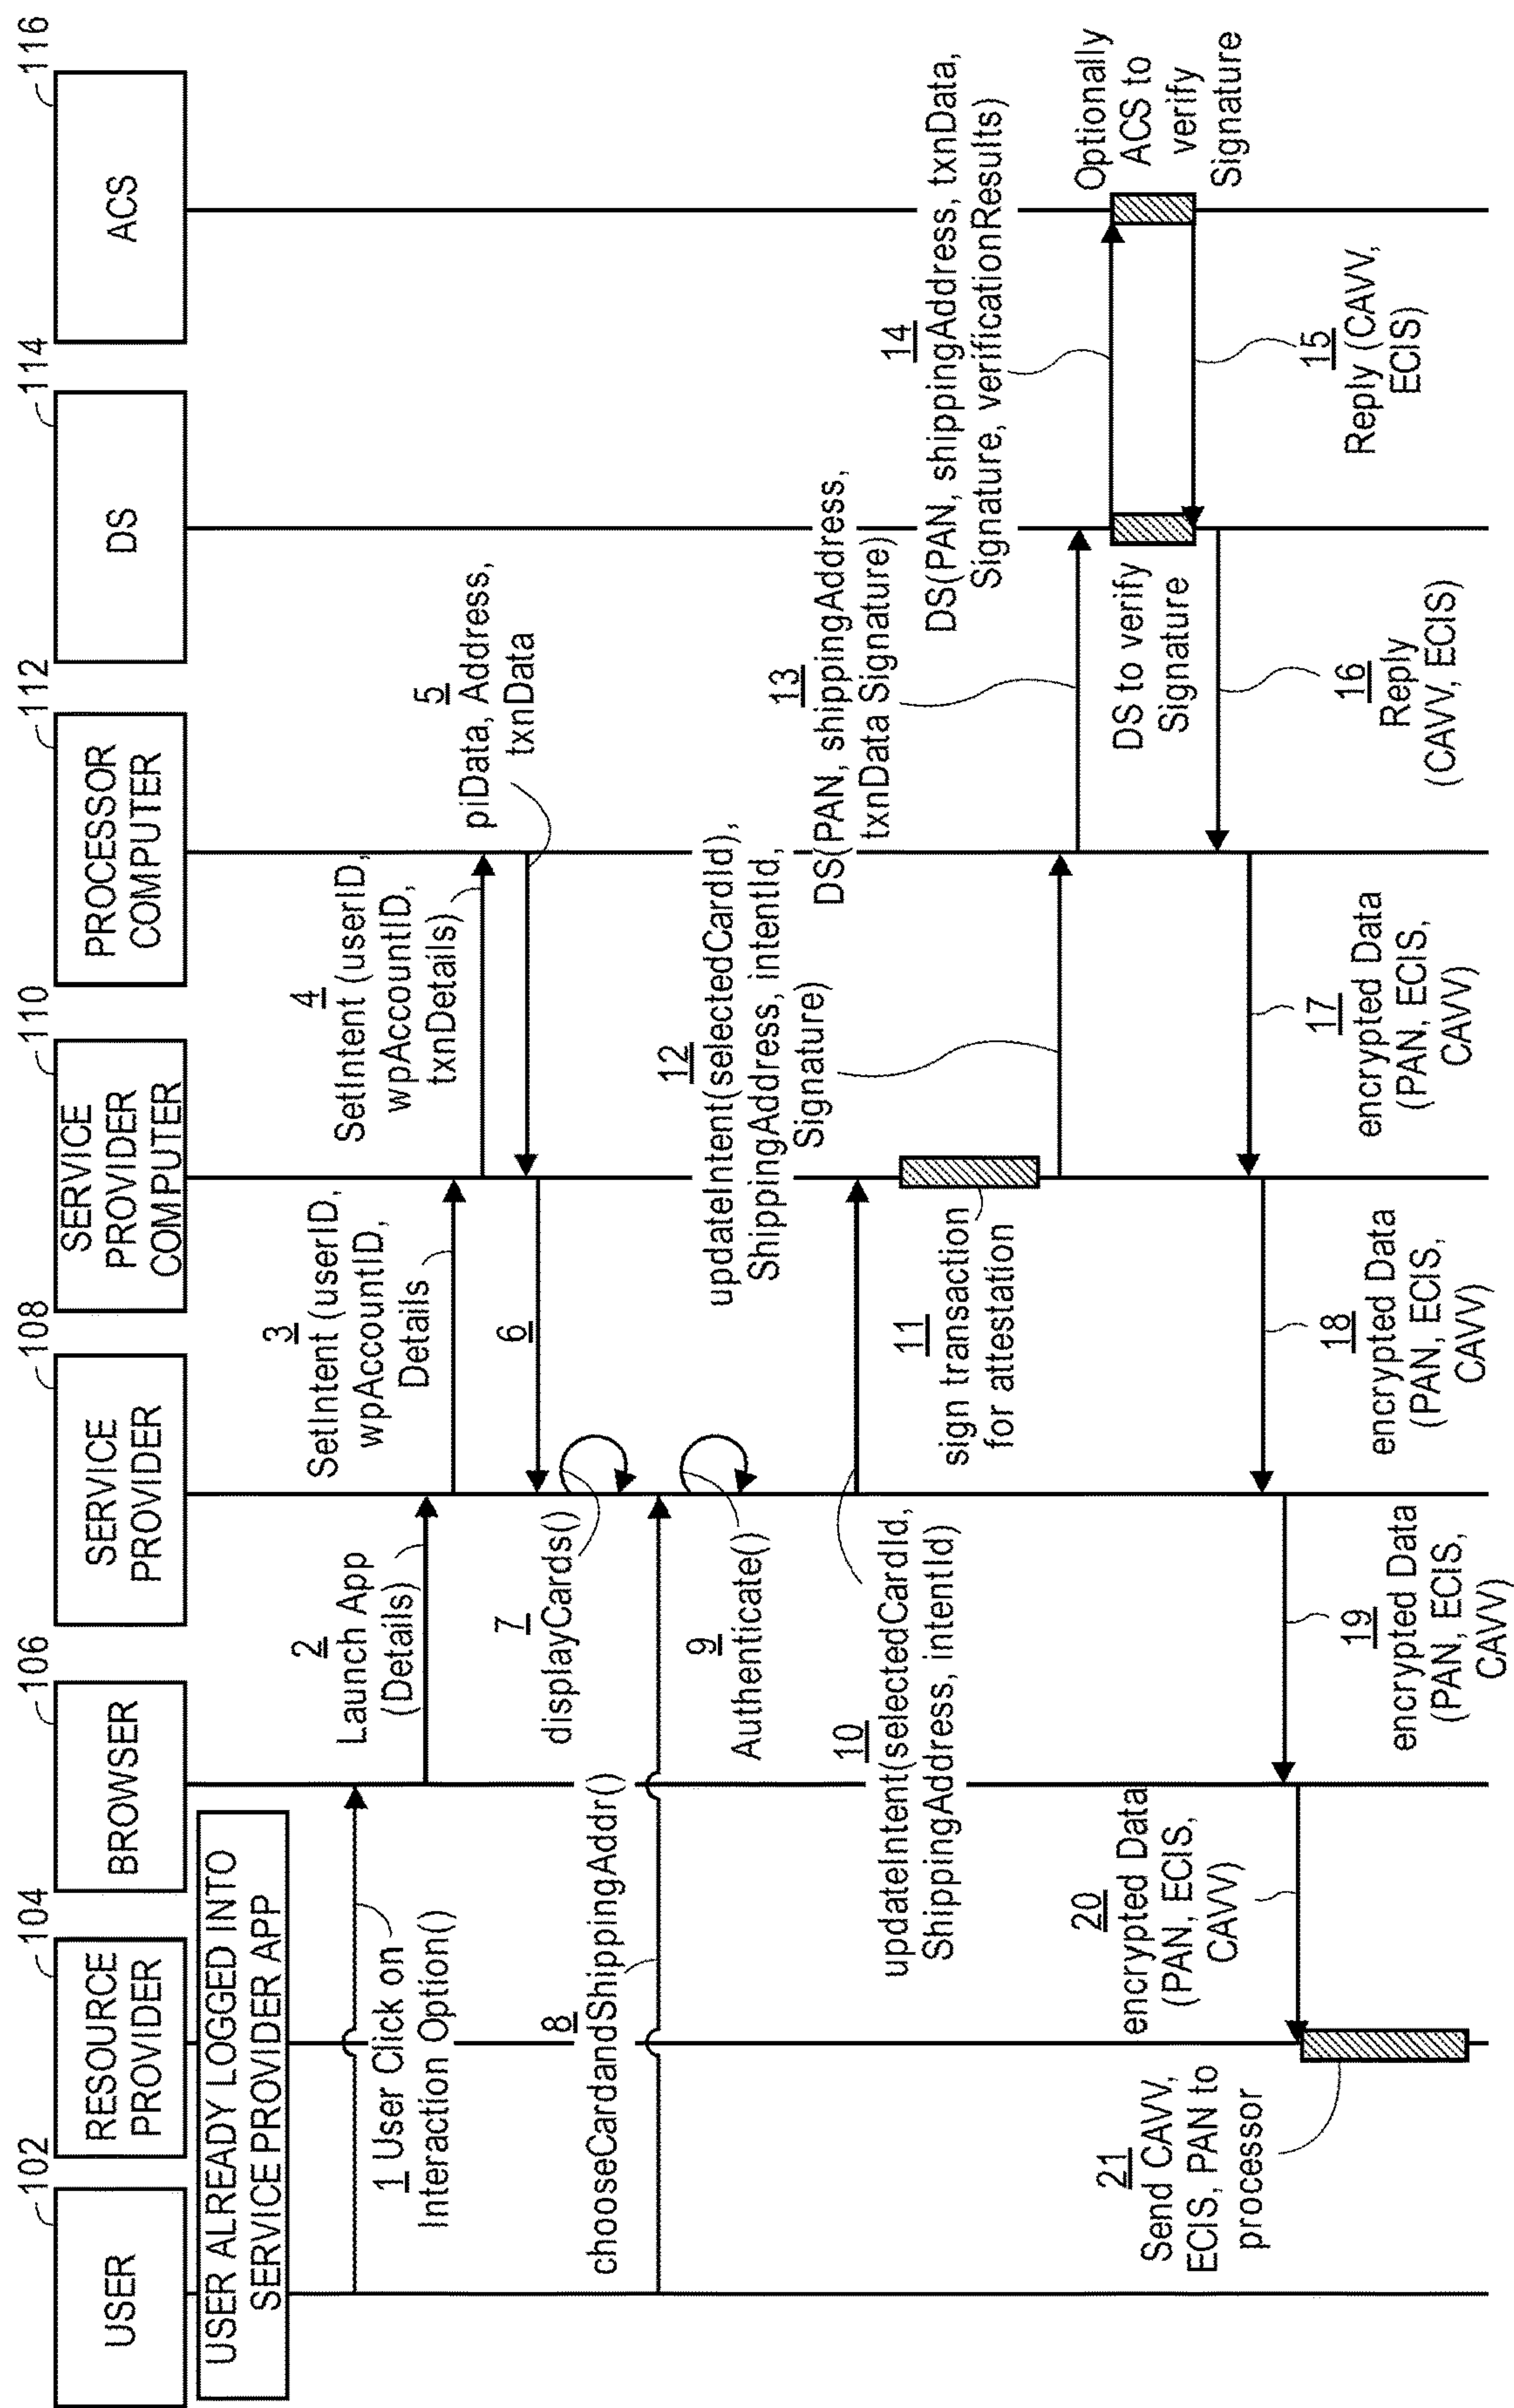 102
USER
104
RESOURCE
PROVIDER
106
BROWSER
108
SERVICE
PROVIDER
110
SERVICE
PROVIDER
COMPUTER
112
PROCESSOR
COMPUTER
114
DS
116
ACS
USER ALREADY LOGGED INTO
SERVICE PROVIDER APP
1 User Click on
Interaction Option()
2
Launch App
(Details)
3
SetIntent (userID,
wpAccountID,
Details
4
SetIntent (userID,
wpAccountID,
txnDetails)
5
piData, Address,
txnData
6
7
displayCards()
8
chooseCardandShippingAddr()
9
Authenticate()
10
updateIntent(selectedCardId,
ShippingAddress, intentId)
11
sign transaction
for attestation
12
updateIntent(selectedCardId),
ShippingAddress, intentId,
Signature)
13
DS(PAN, shippingAddress,
txnData Signature)
DS to verify
Signature
14
DS(PAN, shippingAddress, txnData,
Signature, verificationResults)
Optionally
ACS to
verify
Signature
15
Reply (CAVV,
ECIS)
16
Reply
(CAVV, ECIS)
17
encrypted Data
(PAN, ECIS,
CAVV)
18
encrypted Data
(PAN, ECIS,
CAVV)
19
encrypted Data
(PAN, ECIS,
CAVV)
20
encrypted Data
(PAN, ECIS,
CAVV)
21
Send CAVV,
ECIS, PAN to
processor